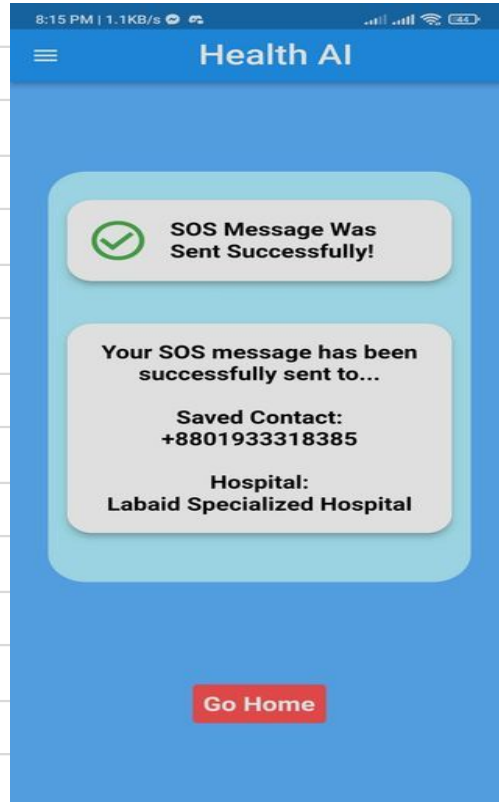 8:15 PM | 1.1KB/s
44
Health AI
SOS Message Was
Sent Successfully!
Your SOS message has been
successfully sent to...
Saved Contact:
+8801933318385
Hospital:
Labaid Specialized Hospital
Go Home